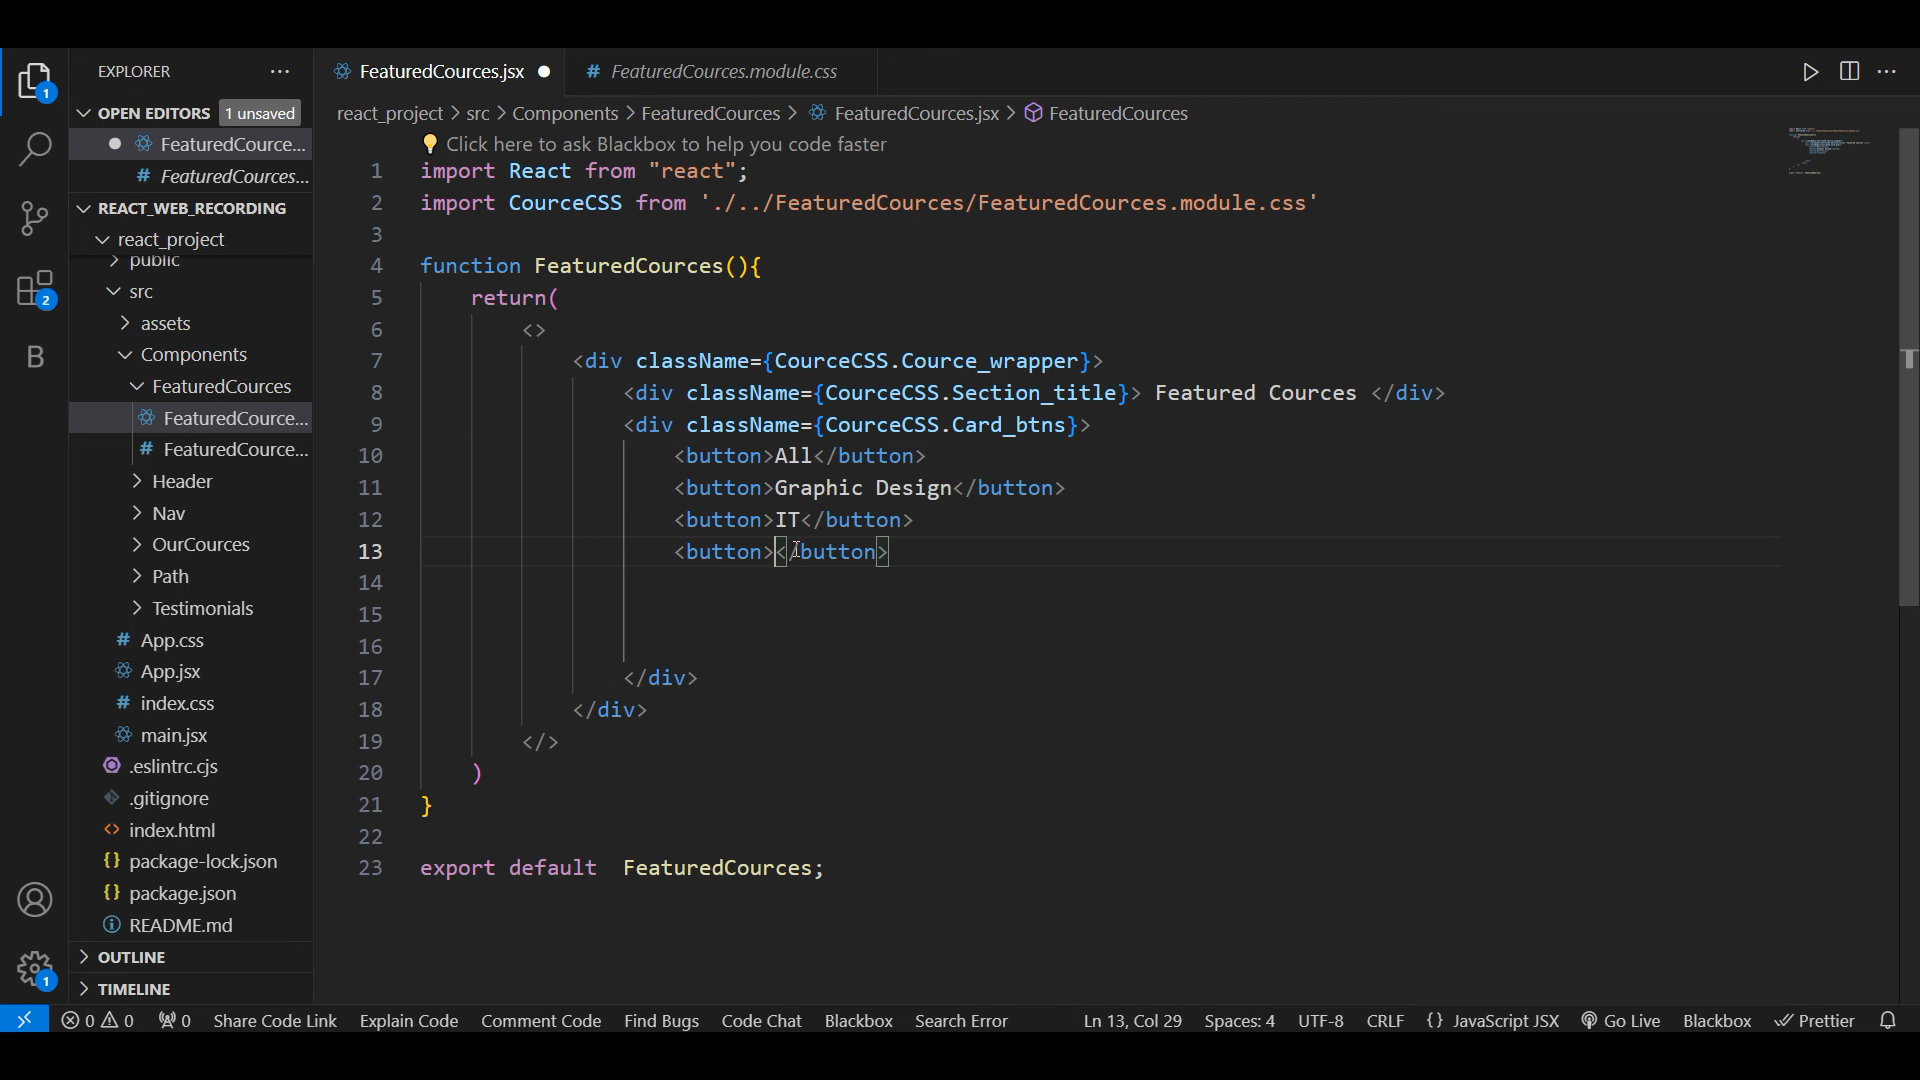 EXPLORER
OPEN EDITORS 1 unsaved
FeaturedCource...
FeaturedCources...
REACT_WEB_RECORDING
react_project
public
src
assets
Components
FeaturedCources
FeaturedCource...
FeaturedCource...
Header
Nav
OurCources
Path
Testimonials
App.css
App.jsx
index.css
main.jsx
.eslintrc.cjs
.gitignore
index.html
package-lock.json
package.json
README.md
OUTLINE
TIMELINE
1
2
B
1
FeaturedCources.jsx
FeaturedCources.module.css
react_project > src > Components > FeaturedCources > FeaturedCources.jsx > FeaturedCources
Click here to ask Blackbox to help you code faster
1 import React from "react";
2 import CourceCSS from './../FeaturedCources/FeaturedCources.module.css'
3
4 function FeaturedCources(){
5 return(
6 <>
7 <div className={CourceCSS.Cource_wrapper}>
8 <div className={CourceCSS.Section_title}> Featured Cources </div>
9 <div className={CourceCSS.Card_btns}>
10 <button>All</button>
11 <button>Graphic Design</button>
12 <button>IT</button>
13 <button></button>
14
15
16
17 </div>
18 </div>
19 </>
20 )
21 }
22
23 export default  FeaturedCources;
0 0 0 Share Code Link Explain Code Comment Code Find Bugs Code Chat Blackbox Search Error Ln 13, Col 29 Spaces: 4 UTF-8 CRLF {} JavaScript JSX Go Live Blackbox Prettier